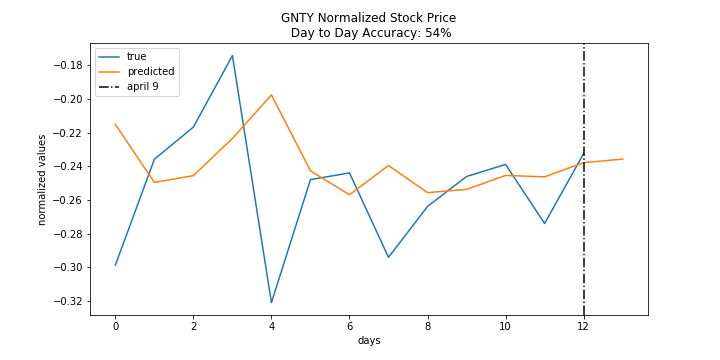 GNTY Normalized Stock Price
Day to Day Accuracy: 54%
true
predicted
april 9
normalized values
−0.18
−0.20
−0.22
−0.24
−0.26
−0.28
−0.30
−0.32
0
2
4
6
8
10
12
days